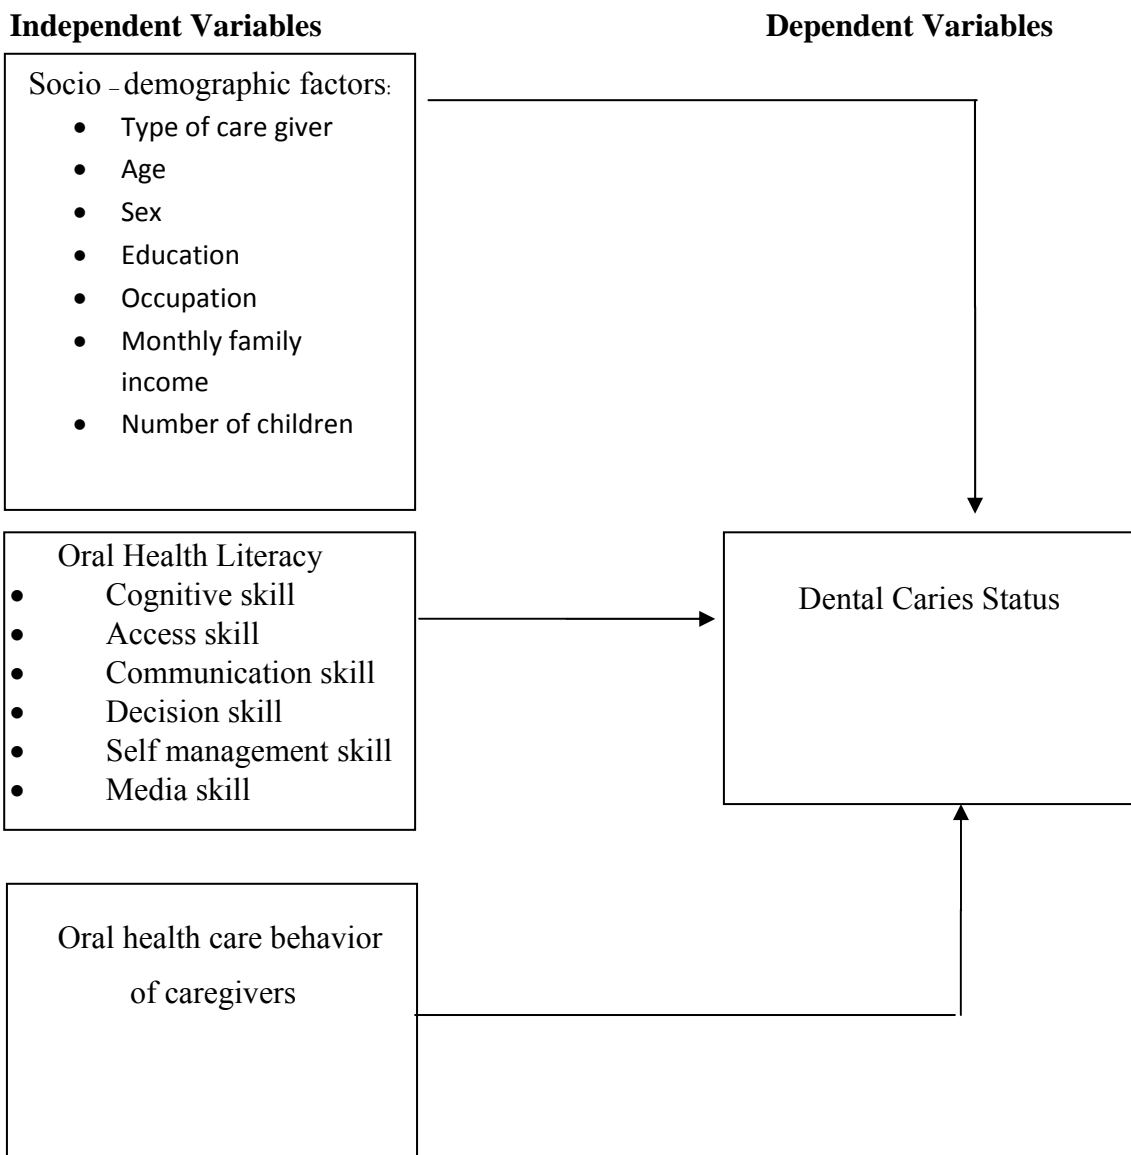 Independent Variables
Dependent Variables
Socio – demographic factors:
• Type of care giver
• Age
• Sex
• Education
• Occupation
• Monthly family
income
• Number of children
Oral Health Literacy
• Cognitive skill
• Access skill
• Communication skill
• Decision skill
• Self management skill
• Media skill
Dental Caries Status
Oral health care behavior
of caregivers